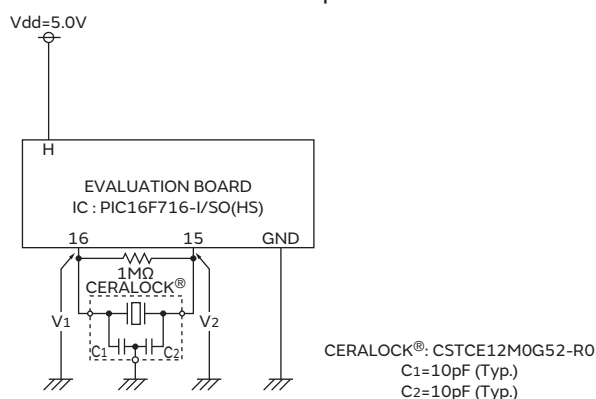 Vdd=5.0V
H
EVALUATION BOARD
IC : PIC16F716-I/SO(HS)
16 15 GND
1MΩ
CERALOCK®
V1 V2
C1 C2
CERALOCK®: CSTCE12M0G52-R0
C1=10pF (Typ.)
C2=10pF (Typ.)